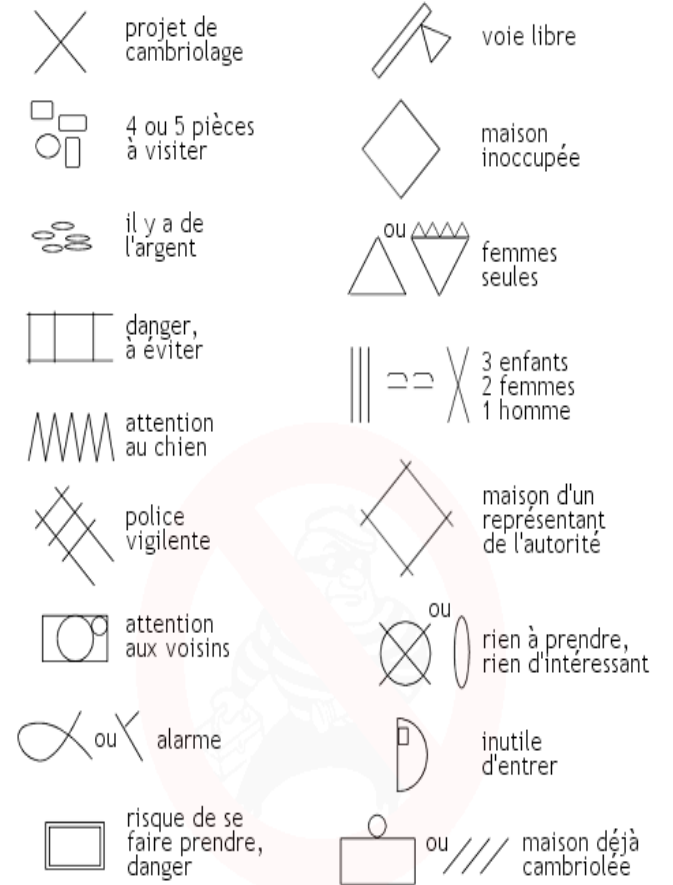 projet de
cambriolage
4 ou 5 pièces
à visiter
il y a de
l'argent
danger,
à éviter
attention
au chien
police
vigilente
attention
aux voisins
ou
alarme
risque de se
faire prendre,
danger
voie libre
maison
inoccupée
ou
femmes
seules
3 enfants
2 femmes
1 homme
maison d'un
représentant
de l'autorité
ou
rien à prendre,
rien d'intéressant
inutile
d'entrer
ou
maison déjà
cambriolée